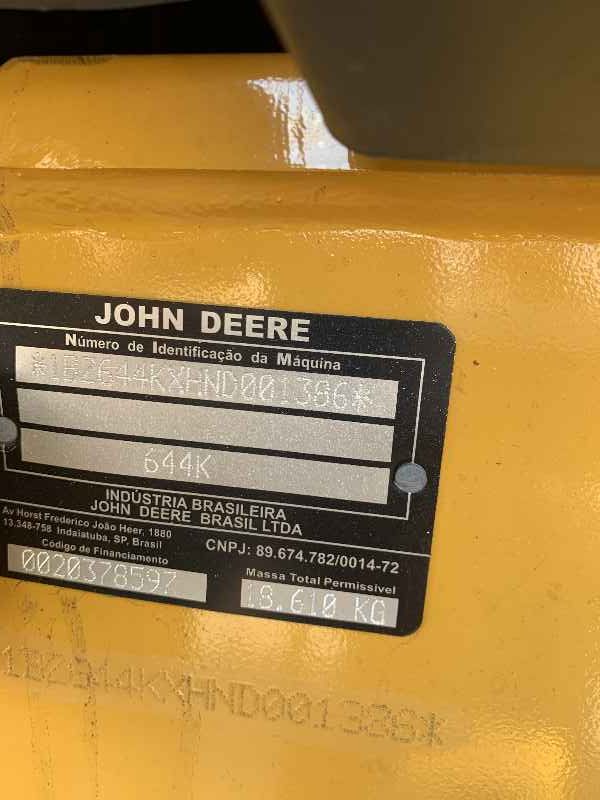 JOHN DEERE
Número de Identificação da Máquina
*1BZ644KXHND001386*
644K
INDÚSTRIA BRASILEIRA
JOHN DEERE BRASIL LTDA
Av Horst Frederico João Heer, 1880
13.348-758 Indaiatuba, SP, Brasil
CNPJ: 89.674.782/0014-72
Código de Financiamento
0020378597
Massa Total Permissível
18.610 KG
1BZ644KXHND001386*